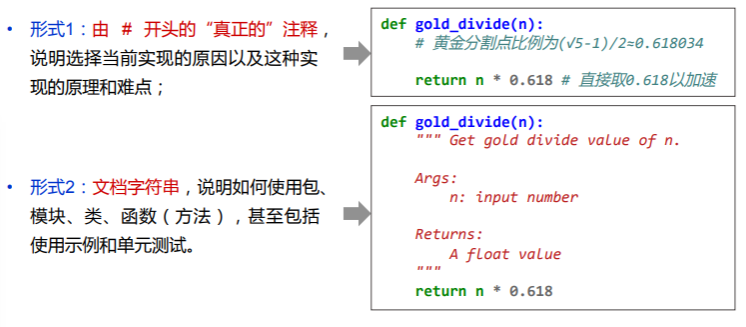 • 形式1：由 # 开头的“真正的”注释，
说明选择当前实现的原因以及这种实
现的原理和难点；
def gold_divide(n):
# 黄金分割点比例为(√5-1)/2≈0.618034
return n * 0.618 # 直接取0.618以加速
• 形式2：文档字符串，说明如何使用包、
模块、类、函数（方法），甚至包括
使用示例和单元测试。
def gold_divide(n):
""" Get gold divide value of n.
Args:
n: input number
Returns:
A float value
"""
return n * 0.618